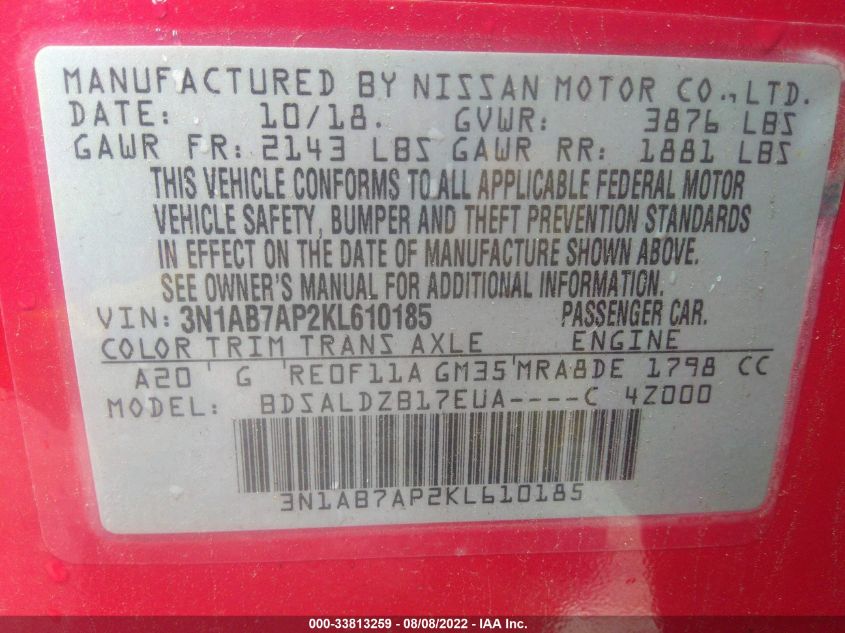 MANUFACTURED BY NISSAN MOTOR CO., LTD.
DATE: 10/18. GVWR: 3876 LBS
GAWR FR: 2143 LBS GAWR RR: 1881 LBS
THIS VEHICLE CONFORMS TO ALL APPLICABLE FEDERAL MOTOR
VEHICLE SAFETY, BUMPER AND THEFT PREVENTION STANDARDS
IN EFFECT ON THE DATE OF MANUFACTURE SHOWN ABOVE.
SEE OWNER'S MANUAL FOR ADDITIONAL INFORMATION.
VIN: 3N1AB7AP2KL610185 PASSENGER CAR.
COLOR TRIM TRANS AXLE ENGINE
A20 ' G ' RE0F11A GM35 ' MRA8DE 1798 CC
MODEL: BDSALDZB17EUA----C 4Z000
3N1AB7AP2KL610185
000-33813259 - 08/08/2022 - IAA Inc.